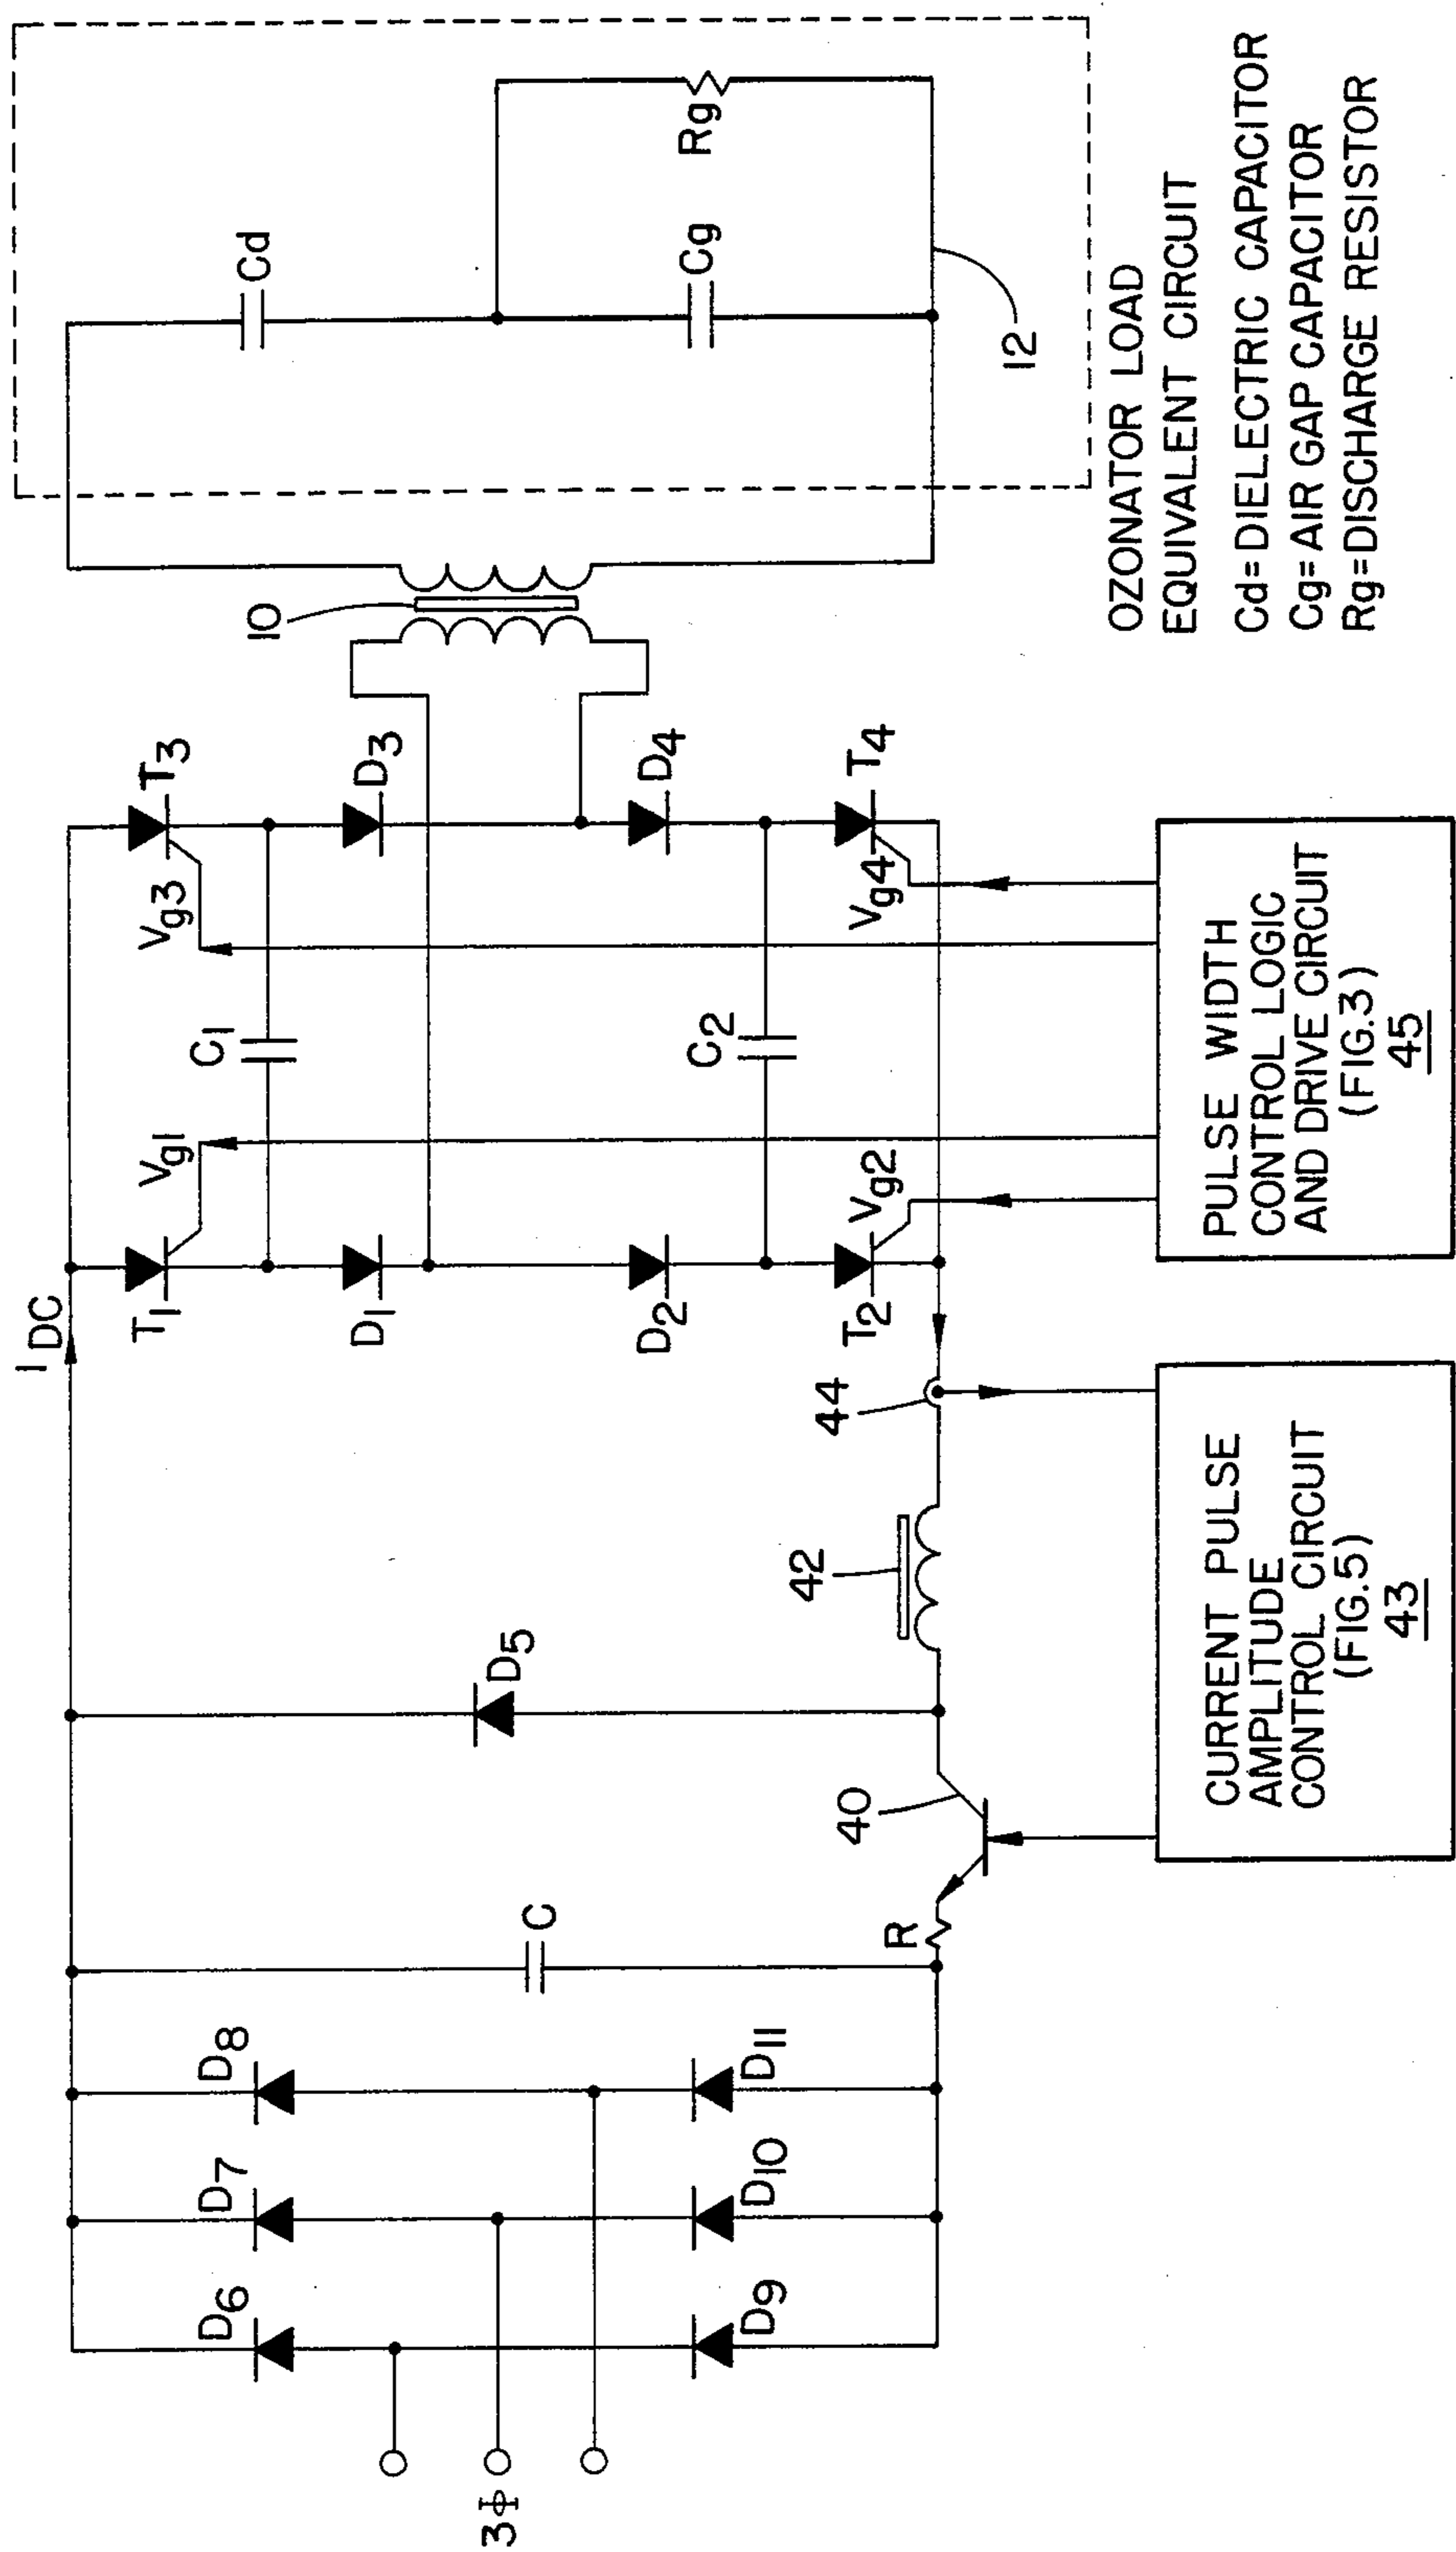 3Φ
D6
D7
D8
D9
D10
D11
C
R
40
D5
42
44
IDC
T1
Vg1
D1
C1
T3
Vg3
D3
D2
C2
D4
T2
Vg2
T4
Vg4
10
Cd
Cg
Rg
12
CURRENT PULSE
AMPLITUDE
CONTROL CIRCUIT
(FIG.5)
43
PULSE WIDTH
CONTROL LOGIC
AND DRIVE CIRCUIT
(FIG.3)
45
OZONATOR LOAD
EQUIVALENT CIRCUIT
Cd=DIELECTRIC CAPACITOR
Cg=AIR GAP CAPACITOR
Rg=DISCHARGE RESISTOR